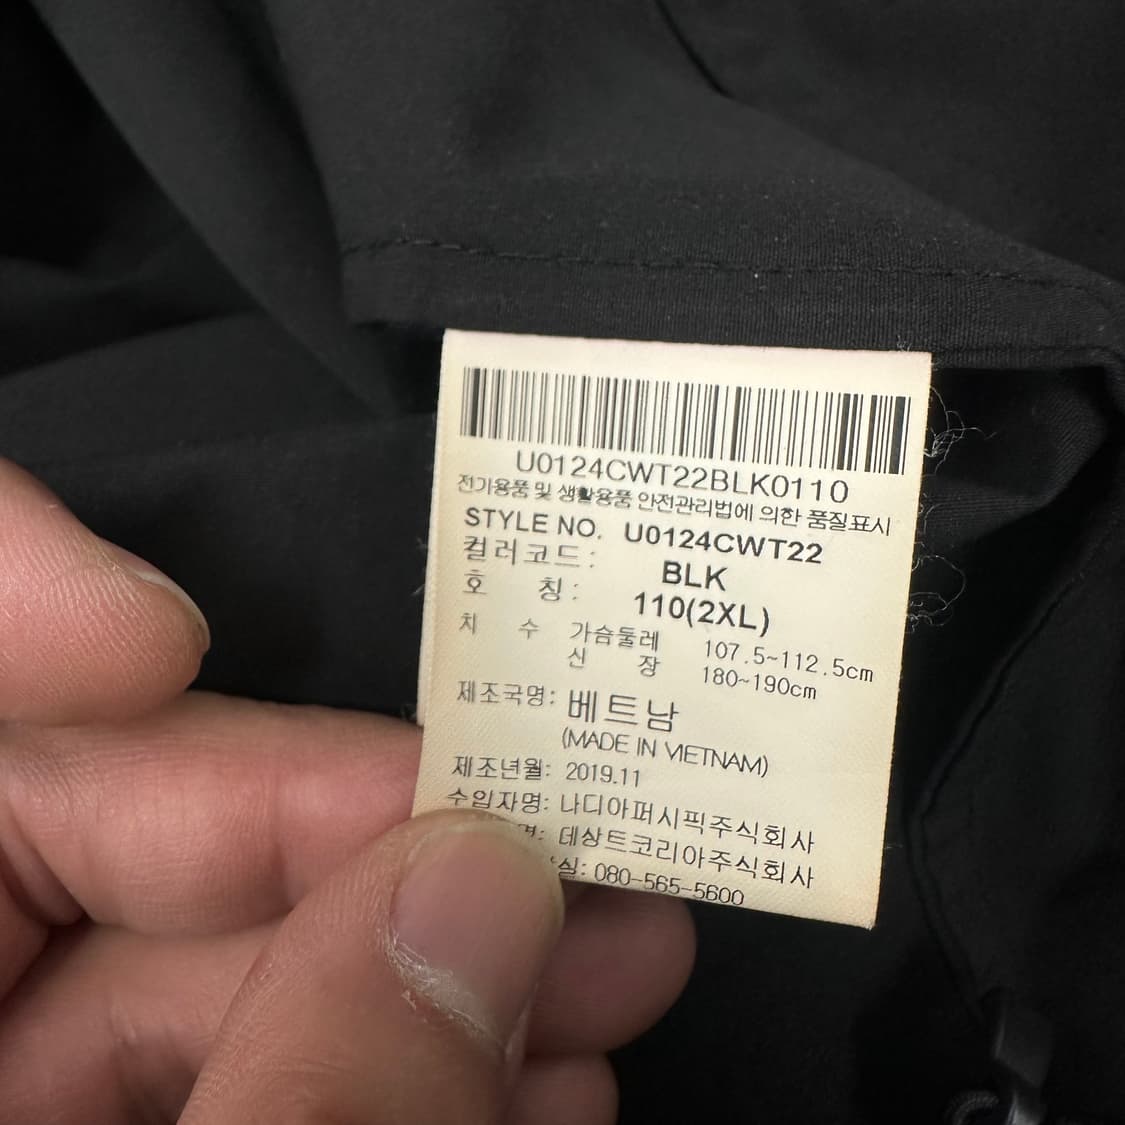 U0124CWT22BLK0110
전기용품 및 생활용품 안전관리법에 의한 품질표시
STYLE NO. U0124CWT22
컬러코드: BLK
호 칭: 110(2XL)
치 수 가슴둘레 107.5~112.5cm
신 장 180~190cm
제조국명: 베트남
(MADE IN VIETNAM)
제조년월: 2019.11
수입자명: 나디아퍼시픽주식회사
데상트코리아주식회사
080-565-5600